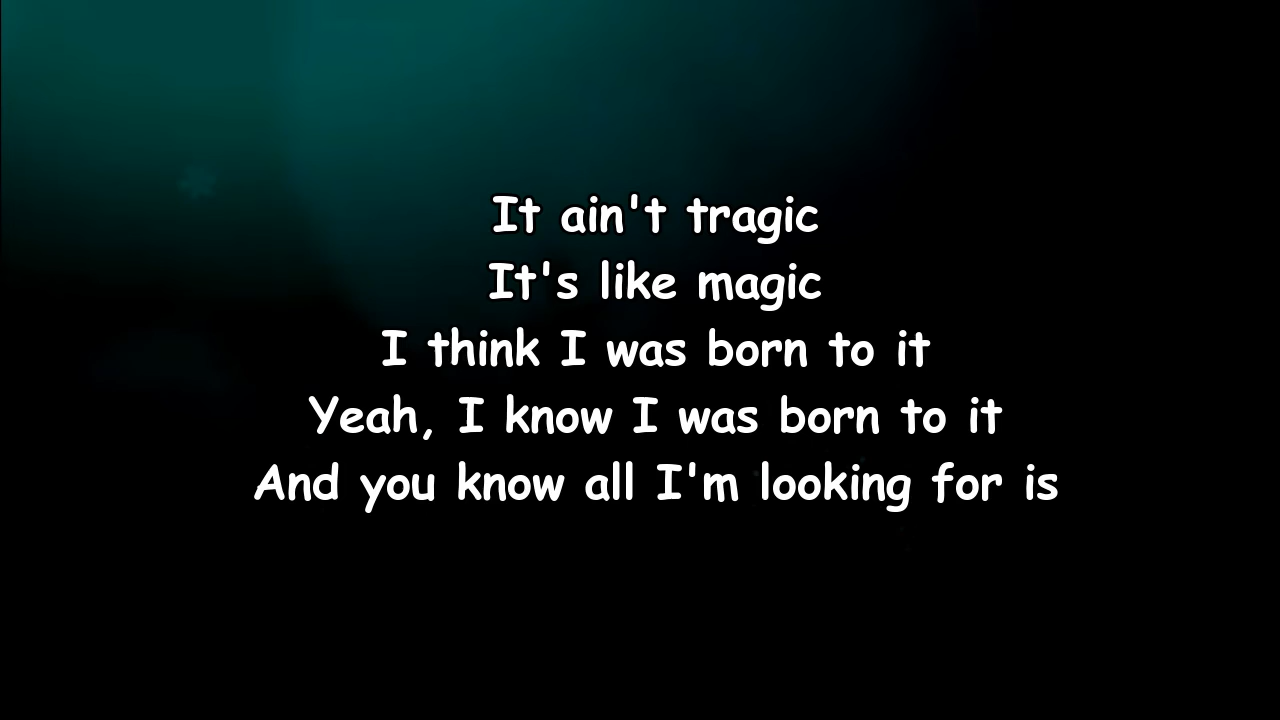 It ain't tragic
It's like magic
I think I was born to it
Yeah, I know I was born to it
And you know all I'm looking for is